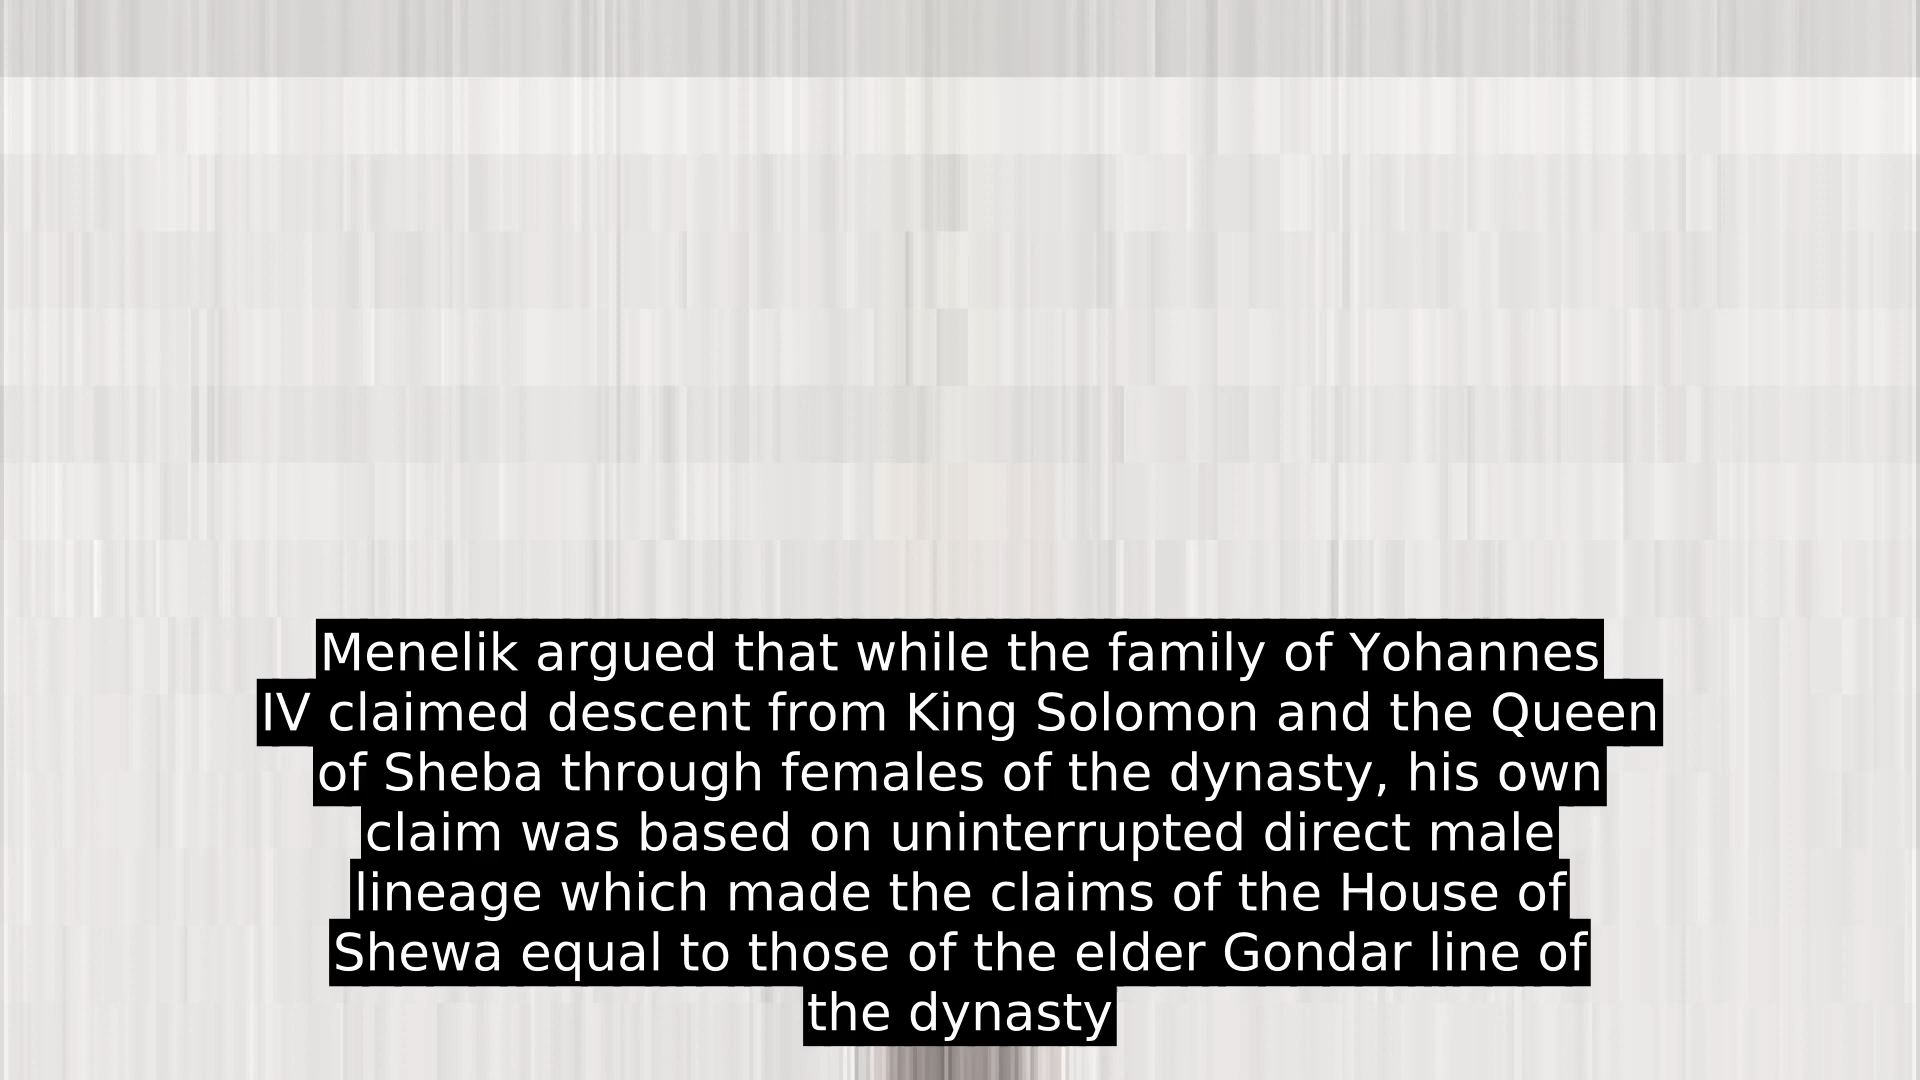 Menelik argued that while the family of Yohannes
IV claimed descent from King Solomon and the Queen
of Sheba through females of the dynasty, his own
claim was based on uninterrupted direct male
lineage which made the claims of the House of
Shewa equal to those of the elder Gondar line of
the dynasty